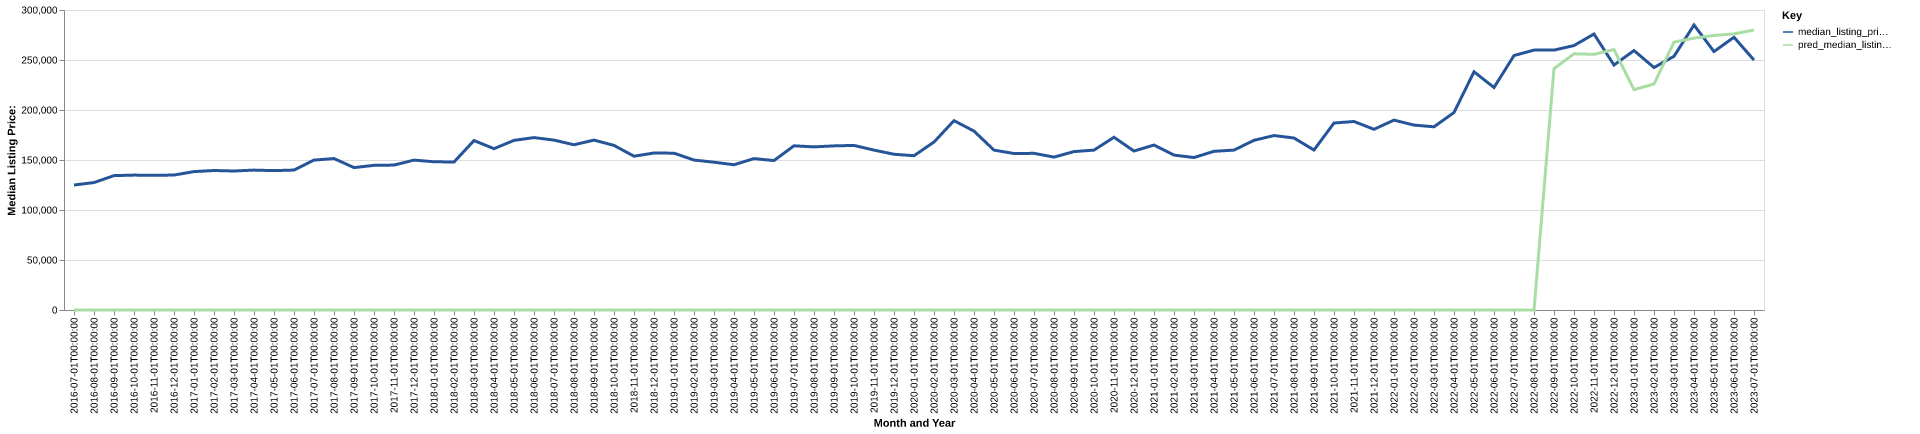 300,000
250,000
200,000
150,000
100,000
50,000
0
Median Listing Price:
2016-07-01T00:00:00
2016-08-01T00:00:00
2016-09-01T00:00:00
2016-10-01T00:00:00
2016-11-01T00:00:00
2016-12-01T00:00:00
2017-01-01T00:00:00
2017-02-01T00:00:00
2017-03-01T00:00:00
2017-04-01T00:00:00
2017-05-01T00:00:00
2017-06-01T00:00:00
2017-07-01T00:00:00
2017-08-01T00:00:00
2017-09-01T00:00:00
2017-10-01T00:00:00
2017-11-01T00:00:00
2017-12-01T00:00:00
2018-01-01T00:00:00
2018-02-01T00:00:00
2018-03-01T00:00:00
2018-04-01T00:00:00
2018-05-01T00:00:00
2018-06-01T00:00:00
2018-07-01T00:00:00
2018-08-01T00:00:00
2018-09-01T00:00:00
2018-10-01T00:00:00
2018-11-01T00:00:00
2018-12-01T00:00:00
2019-01-01T00:00:00
2019-02-01T00:00:00
2019-03-01T00:00:00
2019-04-01T00:00:00
2019-05-01T00:00:00
2019-06-01T00:00:00
2019-07-01T00:00:00
2019-08-01T00:00:00
2019-09-01T00:00:00
2019-10-01T00:00:00
2019-11-01T00:00:00
2019-12-01T00:00:00
2020-01-01T00:00:00
2020-02-01T00:00:00
2020-03-01T00:00:00
2020-04-01T00:00:00
2020-05-01T00:00:00
2020-06-01T00:00:00
2020-07-01T00:00:00
2020-08-01T00:00:00
2020-09-01T00:00:00
2020-10-01T00:00:00
2020-11-01T00:00:00
2020-12-01T00:00:00
2021-01-01T00:00:00
2021-02-01T00:00:00
2021-03-01T00:00:00
2021-04-01T00:00:00
2021-05-01T00:00:00
2021-06-01T00:00:00
2021-07-01T00:00:00
2021-08-01T00:00:00
2021-09-01T00:00:00
2021-10-01T00:00:00
2021-11-01T00:00:00
2021-12-01T00:00:00
2022-01-01T00:00:00
2022-02-01T00:00:00
2022-03-01T00:00:00
2022-04-01T00:00:00
2022-05-01T00:00:00
2022-06-01T00:00:00
2022-07-01T00:00:00
2022-08-01T00:00:00
2022-09-01T00:00:00
2022-10-01T00:00:00
2022-11-01T00:00:00
2022-12-01T00:00:00
2023-01-01T00:00:00
2023-02-01T00:00:00
2023-03-01T00:00:00
2023-04-01T00:00:00
2023-05-01T00:00:00
2023-06-01T00:00:00
2023-07-01T00:00:00
Month and Year
Key
median_listing_pri…
pred_median_listin…